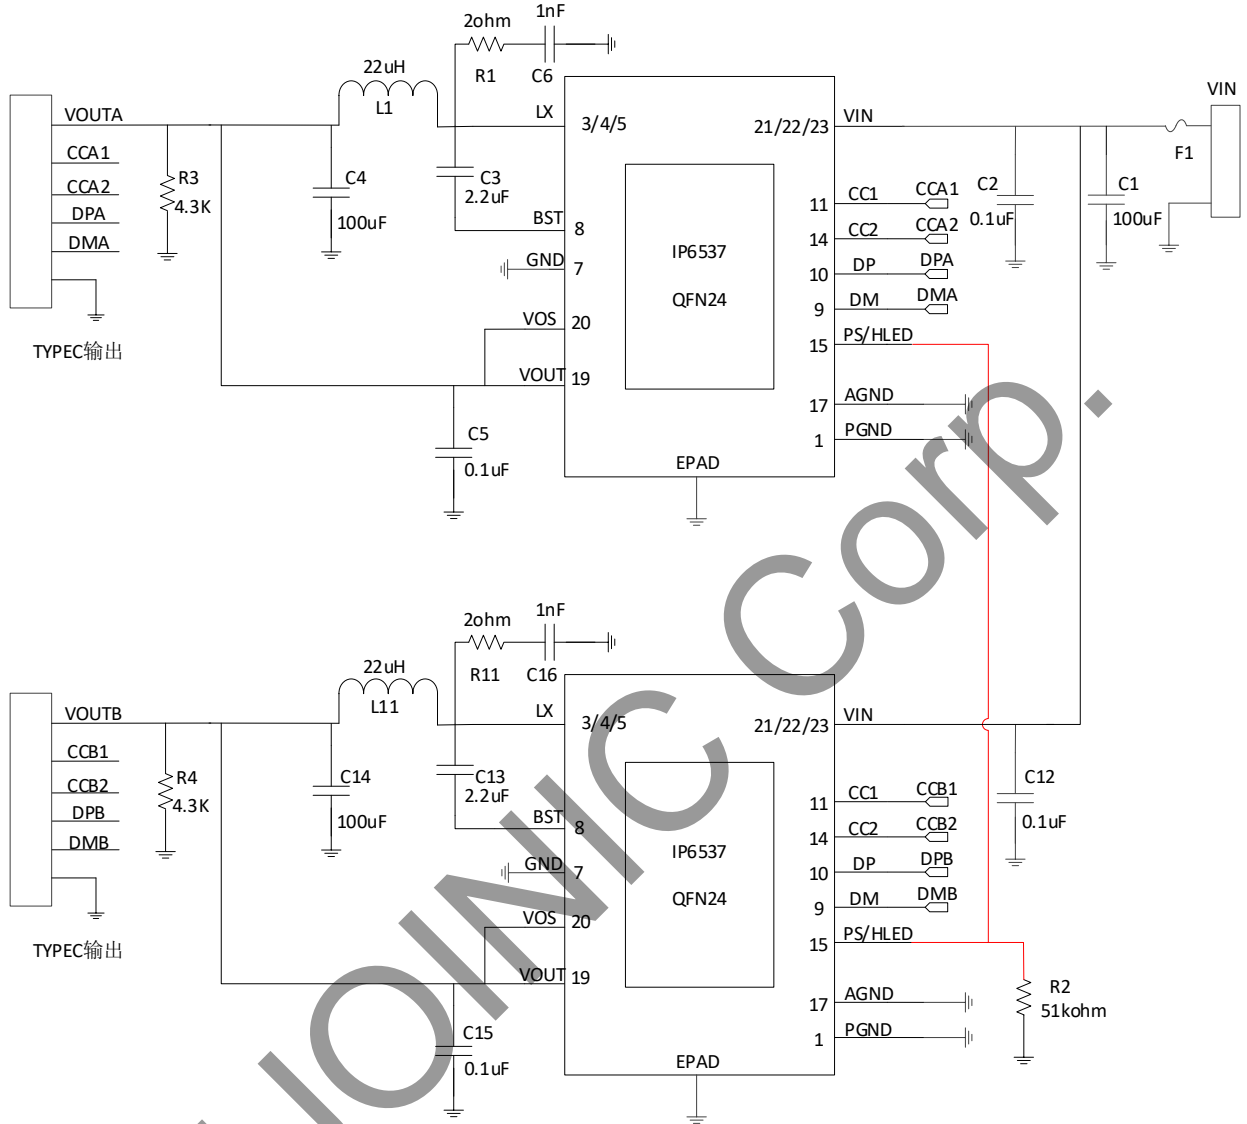 2ohm
1nF
R1
C6
22uH
L1
VOUTA
CCA1
CCA2
DPA
DMA
TYPEC输出
R3
4.3K
C4
100uF
C3
2.2uF
LX
3/4/5
BST
8
GND
7
VOS
20
VOUT
19
C5
0.1uF
IP6537
QFN24
EPAD
21/22/23
VIN
11
CC1
CCA1
14
CC2
CCA2
10
DP
DPA
9
DM
DMA
15
PS/HLED
17
AGND
1
PGND
C2
0.1uF
C1
100uF
F1
VIN
2ohm
1nF
R11
C16
22uH
L11
VOUTB
CCB1
CCB2
DPB
DMB
TYPEC输出
R4
4.3K
C14
100uF
C13
2.2uF
LX
3/4/5
BST
8
GND
7
VOS
20
VOUT
19
C15
0.1uF
IP6537
QFN24
EPAD
21/22/23
VIN
11
CC1
CCB1
14
CC2
CCB2
10
DP
DPB
9
DM
DMB
15
PS/HLED
17
AGND
1
PGND
C12
0.1uF
R2
51kohm
Corp.